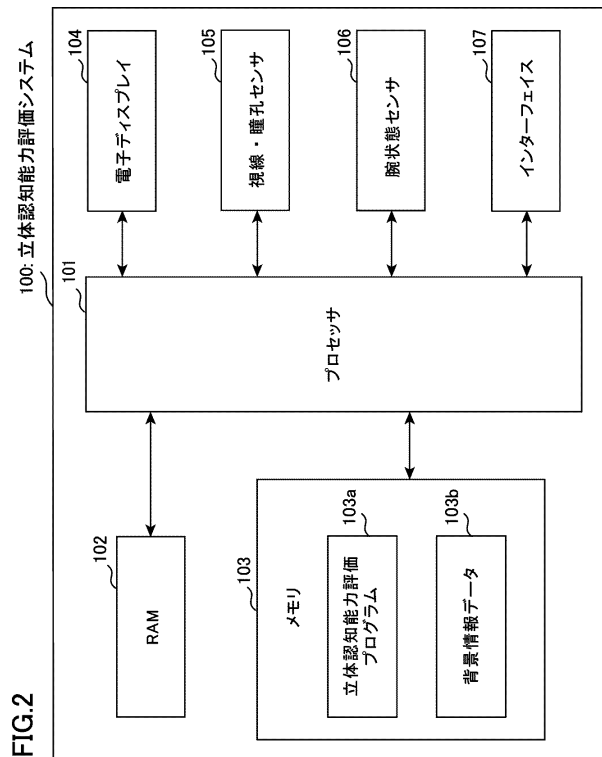 FIG.2
100: 立体認知能力評価システム
102
RAM
103
メモリ
103a
立体認知能力評価
プログラム
103b
背景情報データ
101
プロセッサ
104
電子ディスプレイ
105
視線・瞳孔センサ
106
腕状態センサ
107
インターフェイス